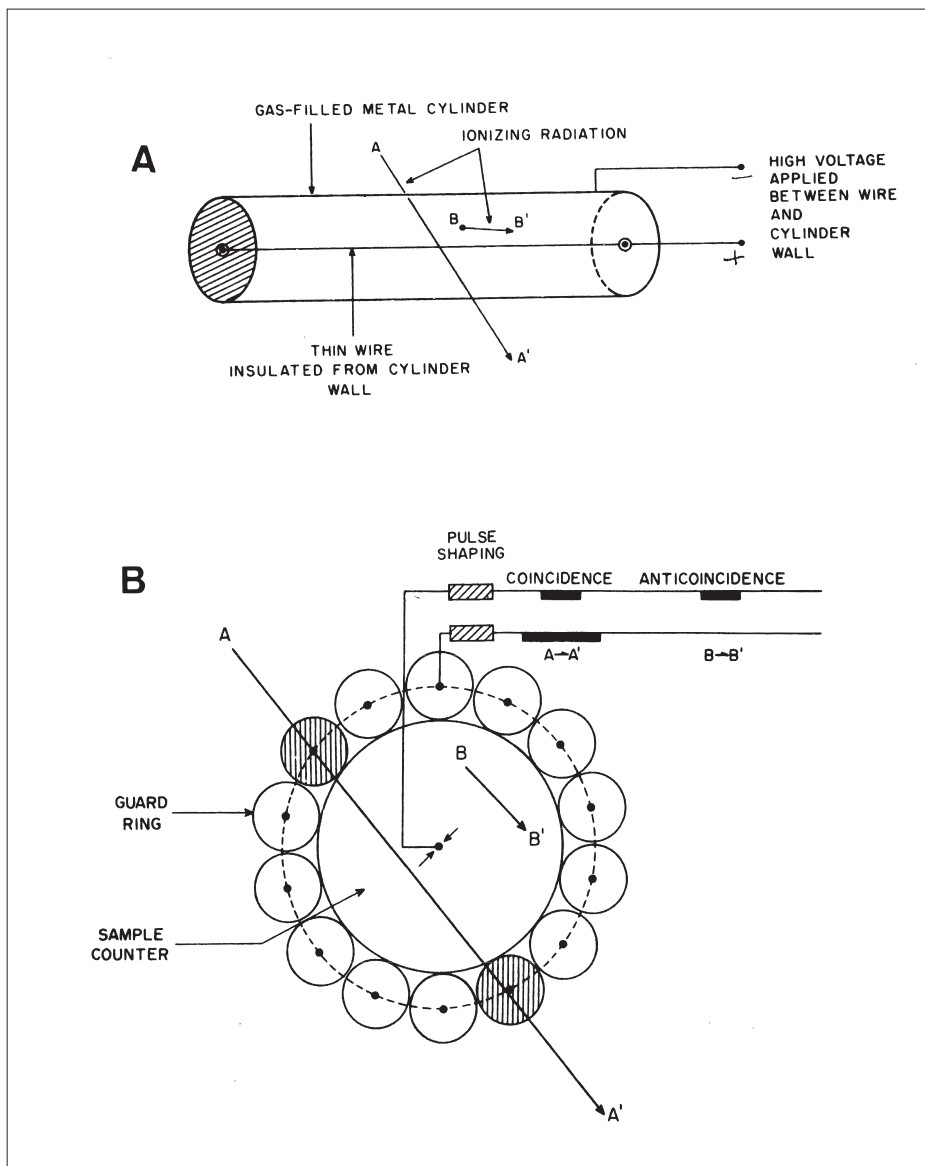 A
GAS-FILLED METAL CYLINDER
IONIZING RADIATION
A
B
B'
HIGH VOLTAGE
APPLIED
BETWEEN WIRE
AND
CYLINDER
WALL
−
+
THIN WIRE
INSULATED FROM CYLINDER
WALL
A'
B
PULSE
SHAPING
COINCIDENCE
ANTICOINCIDENCE
A→A'
B→B'
A
B
B'
GUARD
RING
SAMPLE
COUNTER
A'